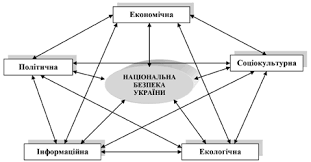 Економічна
Політична
Соціокультурна
НАЦІОНАЛЬНА
БЕЗПЕКА
УКРАЇНИ
Інформаційна
Екологічна